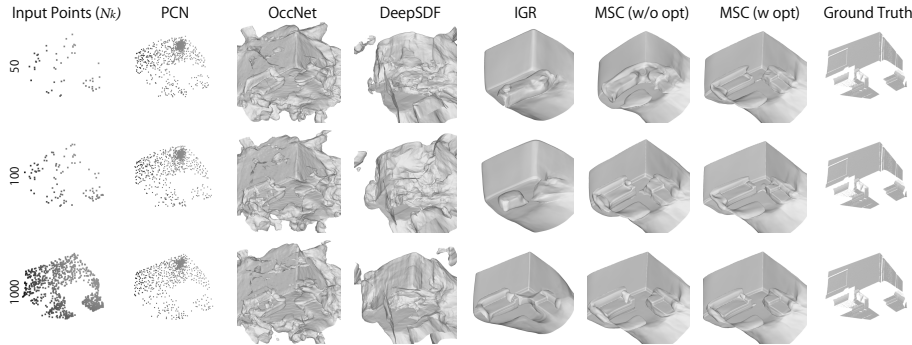 Input Points (Nk) PCN OccNet DeepSDF IGR MSC (w/o opt) MSC (w opt) Ground Truth
50
100
1000